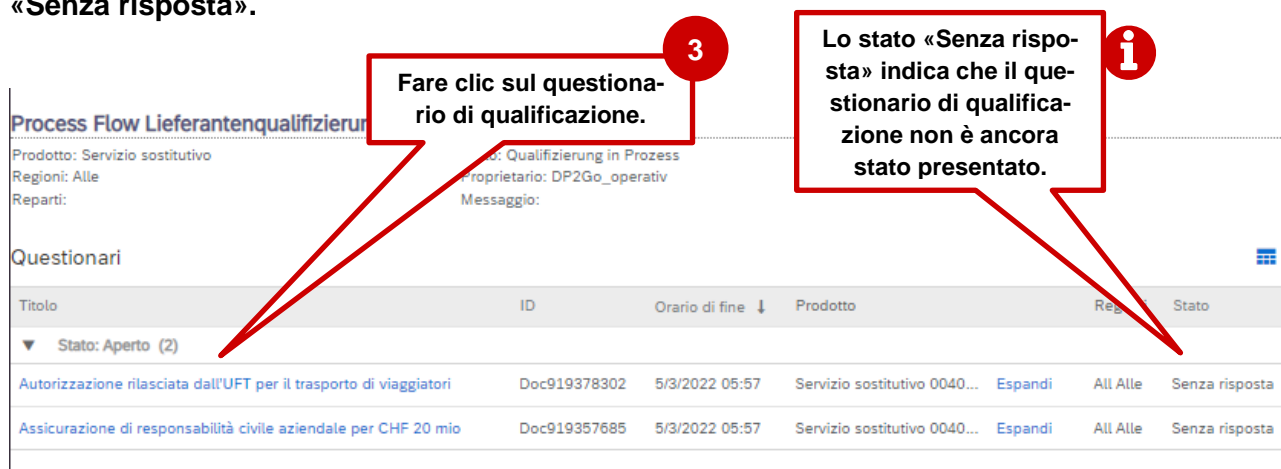 «Senza risposta».
3
Fare clic sul questiona-
rio di qualificazione.
Lo stato «Senza rispo-
sta» indica che il que-
stionario di qualifica-
zione non è ancora
stato presentato.
i
Process Flow Lieferantenqualifizierun
Prodotto: Servizio sostitutivo
Qualifizierung in Prozess
Regioni: Alle
Proprietario: DP2Go_operativ
Reparti:
Messaggio:
Questionari
Titolo ID Orario di fine ↓ Prodotto Stato
▼ Stato: Aperto (2)
Autorizzazione rilasciata dall'UFT per il trasporto di viaggiatori Doc919378302 5/3/2022 05:57 Servizio sostitutivo 0040... Espandi All Alle Senza risposta
Assicurazione di responsabilità civile aziendale per CHF 20 mio Doc919357685 5/3/2022 05:57 Servizio sostitutivo 0040... Espandi All Alle Senza risposta